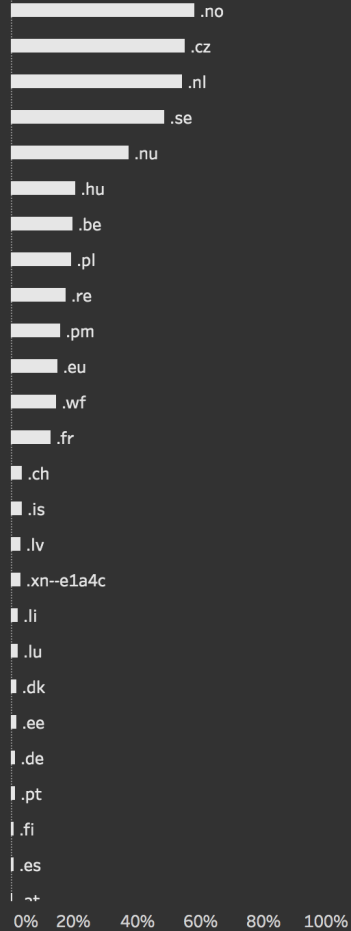 .no
.cz
.nl
.se
.nu
.hu
.be
.pl
.re
.pm
.eu
.wf
.fr
.ch
.is
.lv
.xn--e1a4c
.li
.lu
.dk
.ee
.de
.pt
.fi
.es
.at
0% 20% 40% 60% 80% 100%